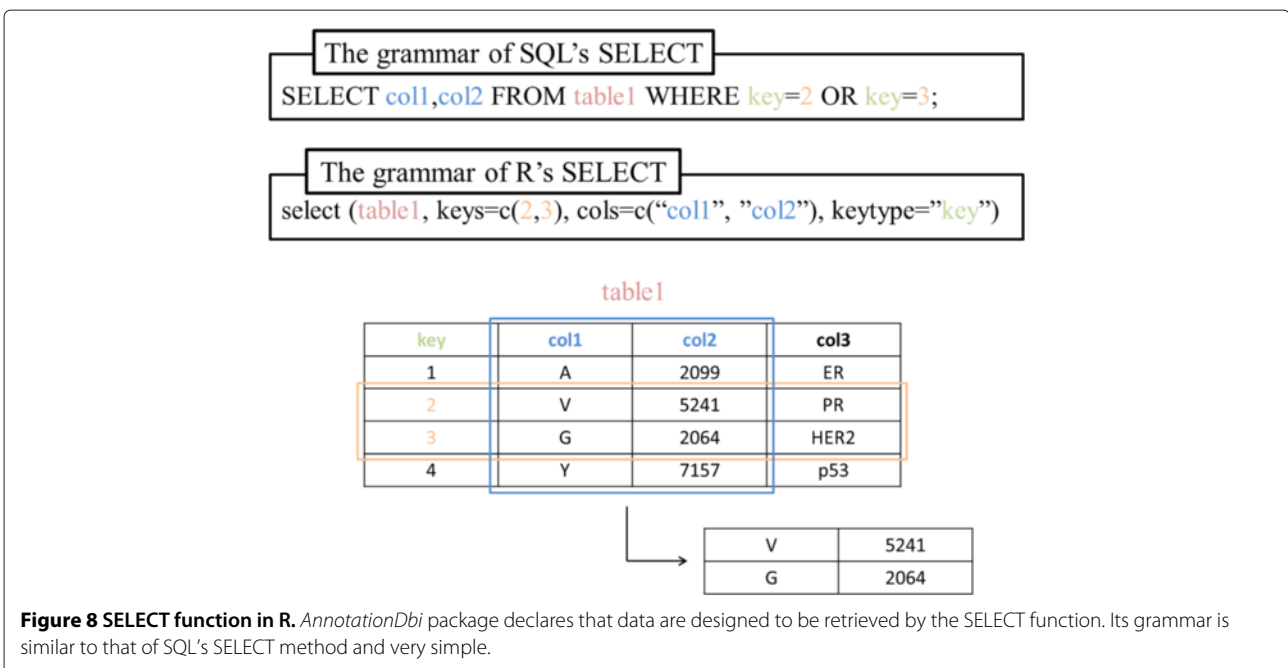 The grammar of SQL's SELECT
SELECT col1,col2 FROM table1 WHERE key=2 OR key=3;
The grammar of R's SELECT
select (table1, keys=c(2,3), cols=c(“col1”, ”col2”), keytype=”key”)
table1
key col1 col2 col3
1 A 2099 ER
2 V 5241 PR
3 G 2064 HER2
4 Y 7157 p53
V 5241
G 2064
Figure 8 SELECT function in R. AnnotationDbi package declares that data are designed to be retrieved by the SELECT function. Its grammar is
similar to that of SQL's SELECT method and very simple.